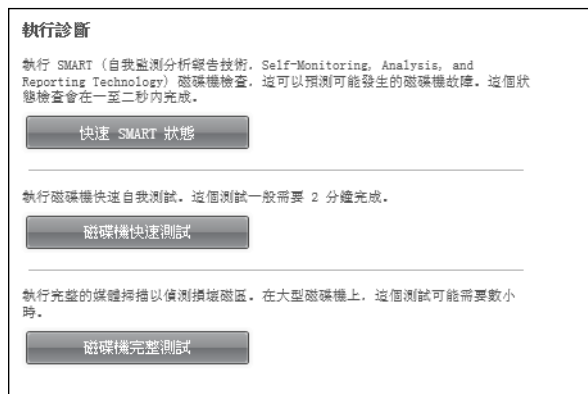 執行診斷
執行 SMART (自我監測分析報告技術﹐Self-Monitoring, Analysis, and
Reporting Technology) 磁碟機檢查﹐這可以預測可能發生的磁碟機故障。這個狀
態檢查會在一至二秒內完成。
快速 SMART 狀態
執行磁碟機快速自我測試。這個測試一般需要 2 分鐘完成。
磁碟機快速測試
執行完整的媒體掃描以偵測損壞磁區。在大型磁碟機上﹐這個測試可能需要數小
時。
磁碟機完整測試